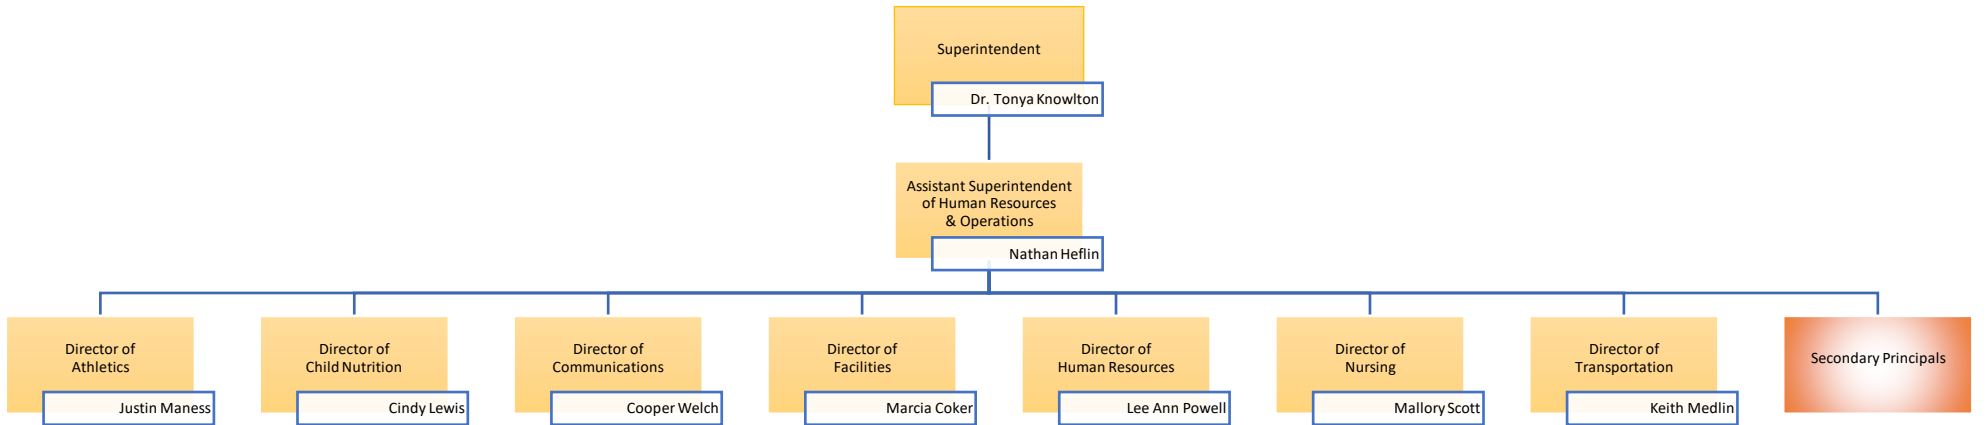 Superintendent
Dr. Tonya Knowlton
Assistant Superintendent
of Human Resources
& Operations
Nathan Heflin
Director of
Athletics
Justin Maness
Director of
Child Nutrition
Cindy Lewis
Director of
Communications
Cooper Welch
Director of
Facilities
Marcia Coker
Director of
Human Resources
Lee Ann Powell
Director of
Nursing
Mallory Scott
Director of
Transportation
Keith Medlin
Secondary Principals